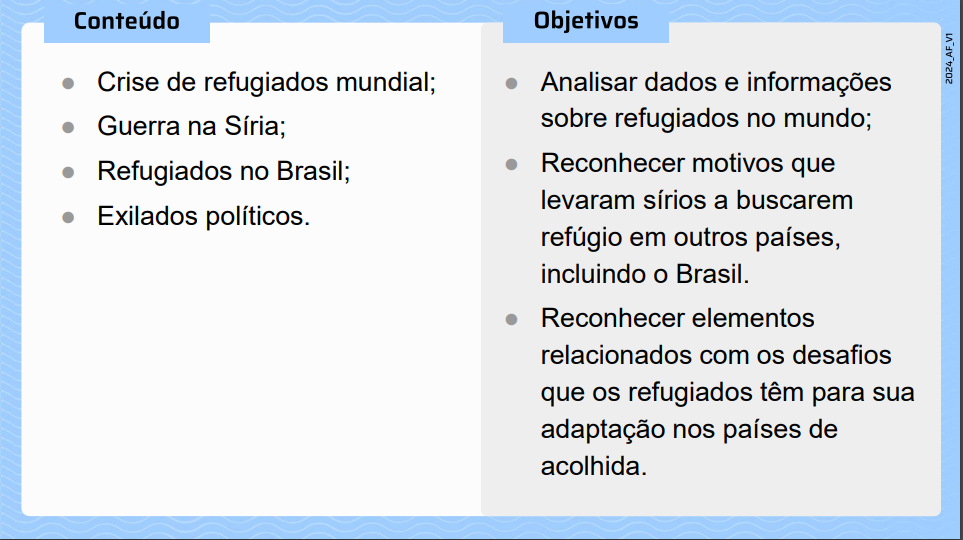 Conteúdo
● Crise de refugiados mundial;
● Guerra na Síria;
● Refugiados no Brasil;
● Exilados políticos.
Objetivos
● Analisar dados e informações
sobre refugiados no mundo;
● Reconhecer motivos que
levaram sírios a buscarem
refúgio em outros países,
incluindo o Brasil.
● Reconhecer elementos
relacionados com os desafios
que os refugiados têm para sua
adaptação nos países de
acolhida.
2024_AF_V1